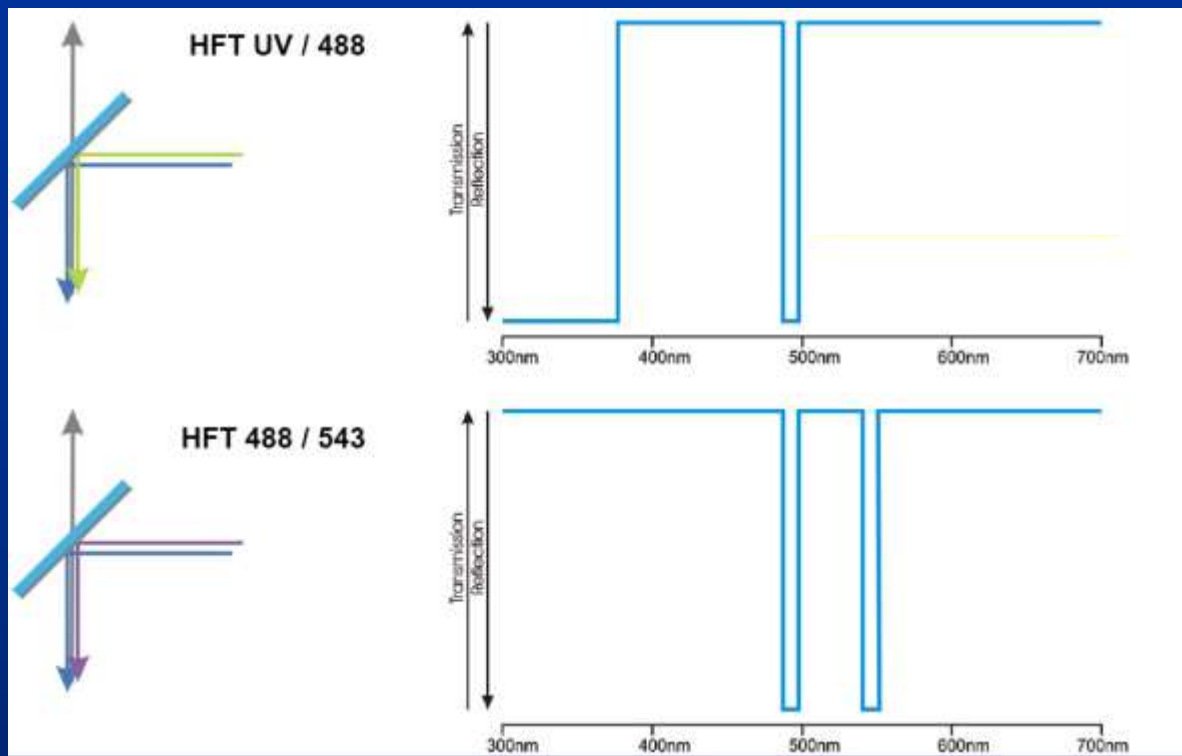 HFT UV / 488
Transmission
Reflection
300nm 400nm 500nm 600nm 700nm
HFT 488 / 543
Transmission
Reflection
300nm 400nm 500nm 600nm 700nm